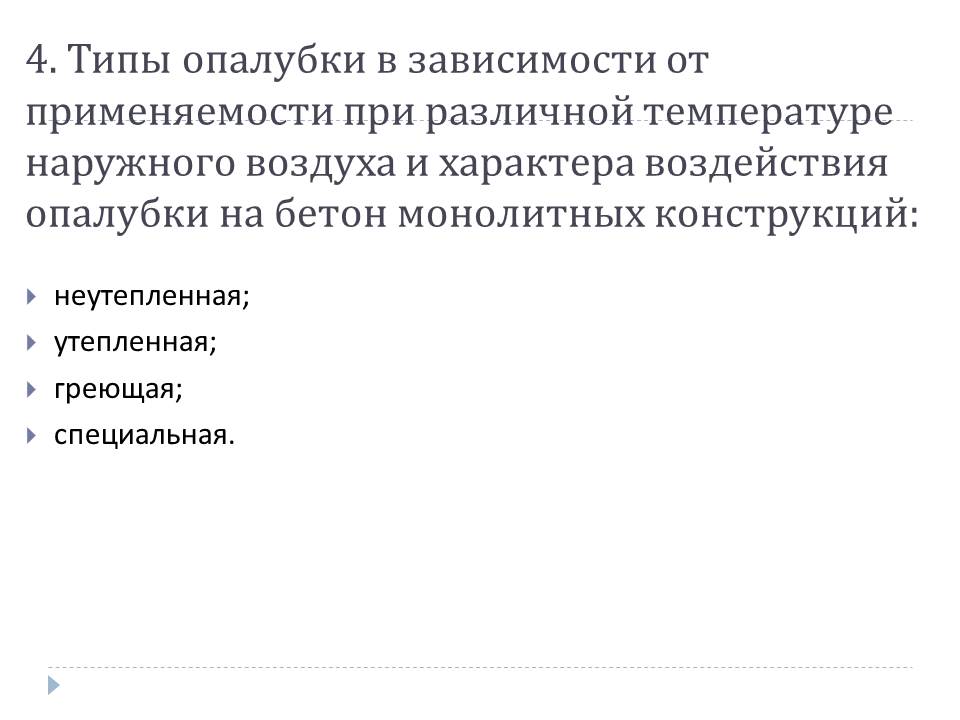 4. Типы опалубки в зависимости от
применяемости при различной температуре
наружного воздуха и характера воздействия
опалубки на бетон монолитных конструкций:
неутепленная;
утепленная;
греющая;
специальная.